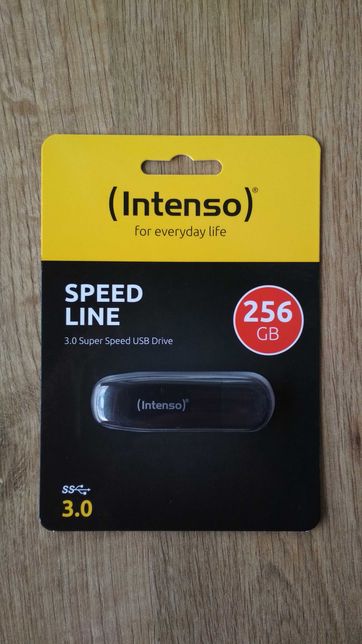 (Intenso)®
for everyday life
SPEED
LINE
256
GB
3.0 Super Speed USB Drive
(Intenso)®
SS
3.0